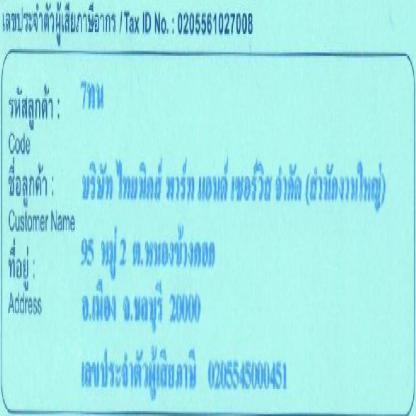 เลขประจำตัวผู้เสียภาษีอากร / Tax ID No. : 0205561027008
รหัสลูกค้า : 7ทน
Code
ชื่อลูกค้า : บริษัท ไทยนิคส์ พาร์ท แอนด์ เซอร์วิส จำกัด (สำนักงานใหญ่)
Customer Name
ที่อยู่ : 95 หมู่ 2 ต.หนองข้างคอก
Address อ.เมือง จ.ชลบุรี 20000
เลขประจำตัวผู้เสียภาษี 0205545000451